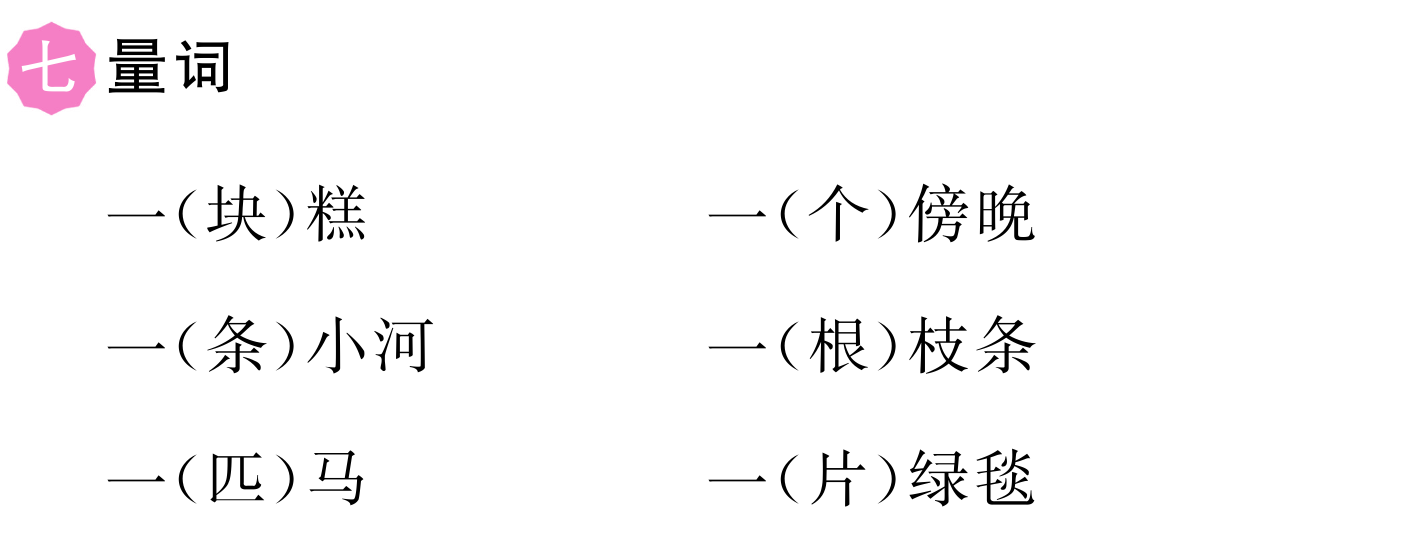 七 量词
一(块)糕 一(个)傍晚
一(条)小河 一(根)枝条
一(匹)马 一(片)绿毯